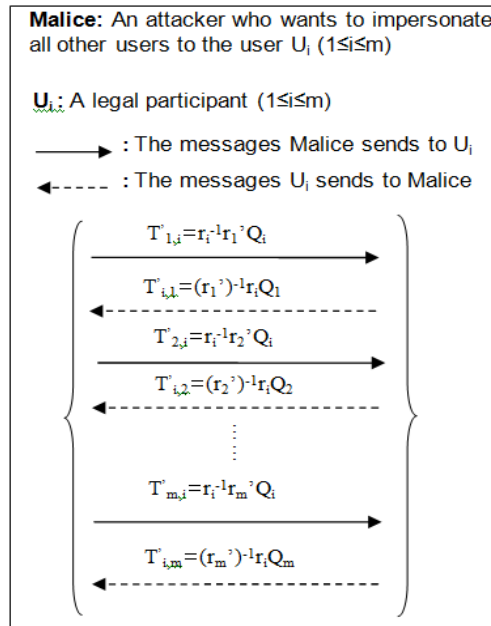 Malice: An attacker who wants to impersonate
all other users to the user Uᵢ (1≤i≤m)
Uᵢ: A legal participant (1≤i≤m)
: The messages Malice sends to Uᵢ
: The messages Uᵢ sends to Malice
T'₁,ᵢ=rᵢ⁻¹r₁'Qᵢ
T'ᵢ,₁=(r₁')⁻¹rᵢQ₁
T'₂,ᵢ=rᵢ⁻¹r₂'Qᵢ
T'ᵢ,₂=(r₂')⁻¹rᵢQ₂
T'ₘ,ᵢ=rᵢ⁻¹rₘ'Qᵢ
T'ᵢ,ₘ=(rₘ')⁻¹rᵢQₘ